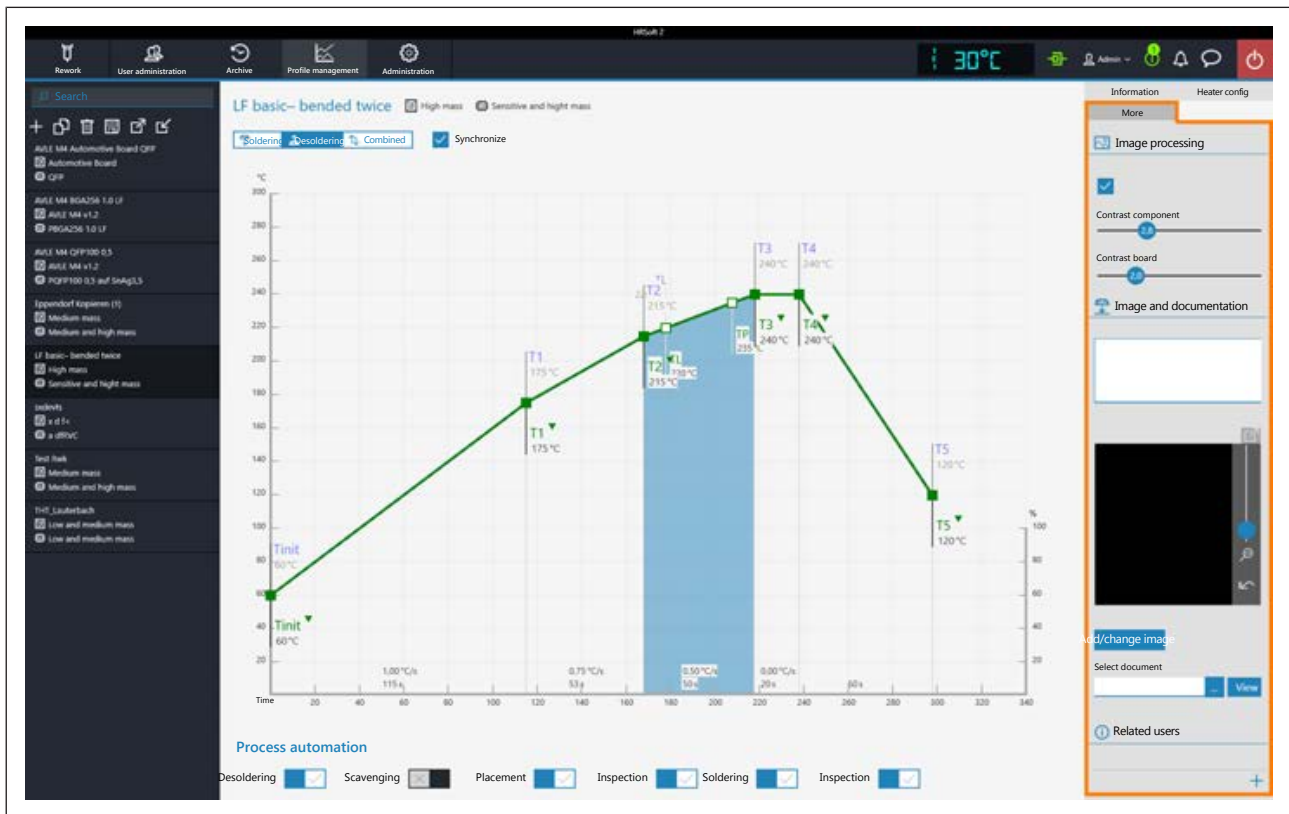 HRSoft 2
Rework
User administration
Archive
Profile management
Administration
30°C
Admin
1
Search
AVLE M4 Automotive Board QFP
Automotive Board
QFP
AVLE M4 BGA256 1.0 LF
AVLE M4 v1.2
PBGA256 1.0 LF
AVLE M4 QFP100 0,5
AVLE M4 v1.2
PQFP100 0,5 auf SnAg3,5
Eppendorf Kopieren (1)
Medium mass
Medium and high mass
LF basic– bended twice
High mass
Sensitive and hight mass
x d f<
a dfRVC
Medium mass
Medium and high mass
THT_Lauterbach
Low and medium mass
Low and medium mass
LF basic– bended twice
High mass
Sensitive and hight mass
Soldering
Desoldering
Combined
Synchronize
°C
300
280
260
240
220
200
180
160
140
120
100
80
60
40
20
T3
240°C
T4
240°C
TL
T2
215°C
T3
240°C
T4
240°C
TP
235°C
T2
215°C
TL
T1
175°C
T1
175°C
T5
120°C
T5
120°C
Tinit
60°C
Tinit
60°C
%
100
80
60
40
20
1,00°C/s
115s
0.75°C/s
53s
0.50°C/s
50s
0.00°C/s
20s
60s
Time
20 40 60 80 100 120 140 160 180 200 220 240 260 280 300 320 340
Process automation
Desoldering
Scavenging
Placement
Inspection
Soldering
Inspection
Information
Heater config
More
Image processing
Contrast component
2,8
Contrast board
2,0
Image and documentation
Add/change image
Select document
...
View
Related users